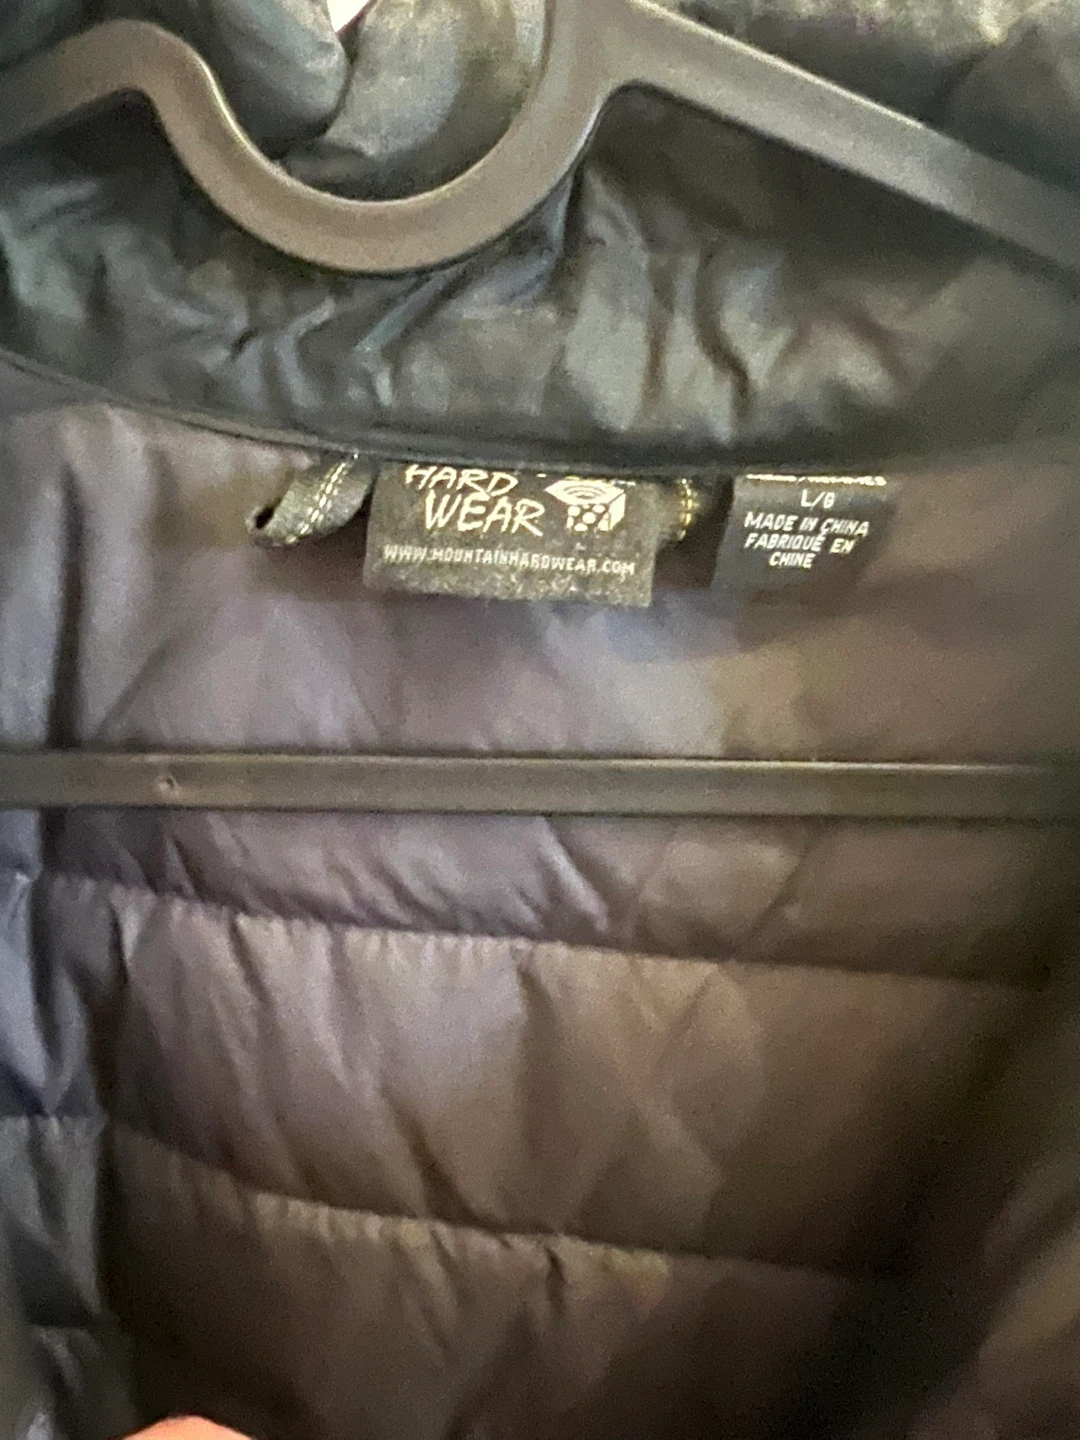 HARD
WEAR
WWW.MOUNTAINHARDWEAR.COM
L/G
MADE IN CHINA
FABRIQUÉ EN
CHINE